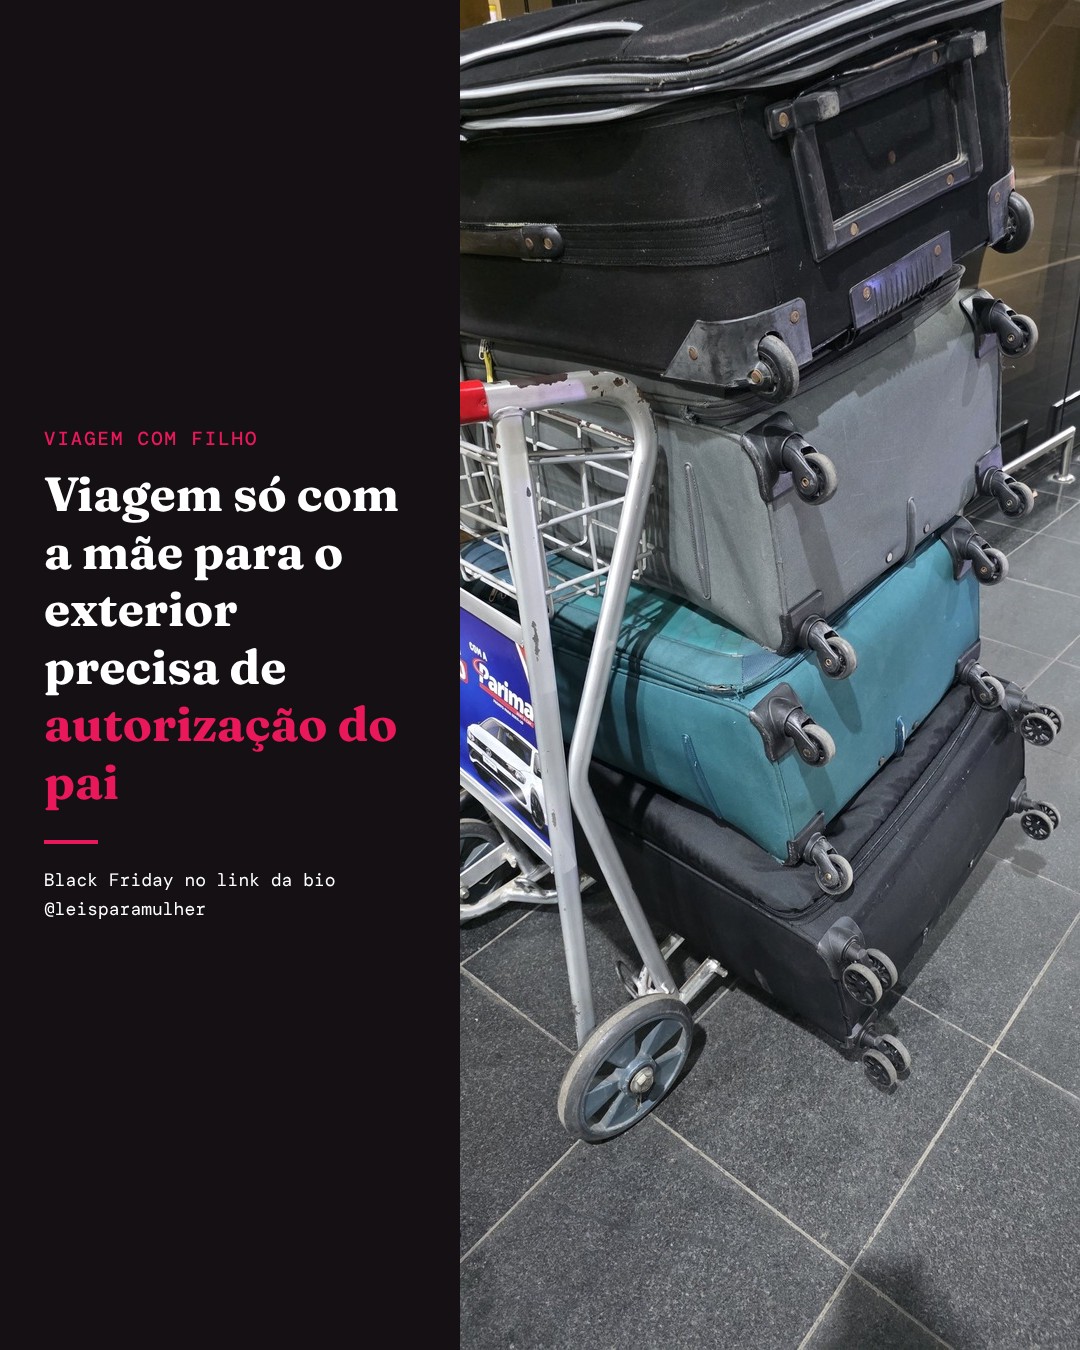 VIAGEM COM FILHO
Viagem só com
a mãe para o
exterior
precisa de
autorização do
pai
Black Friday no link da bio
@leisparamulher
COM A
Parima